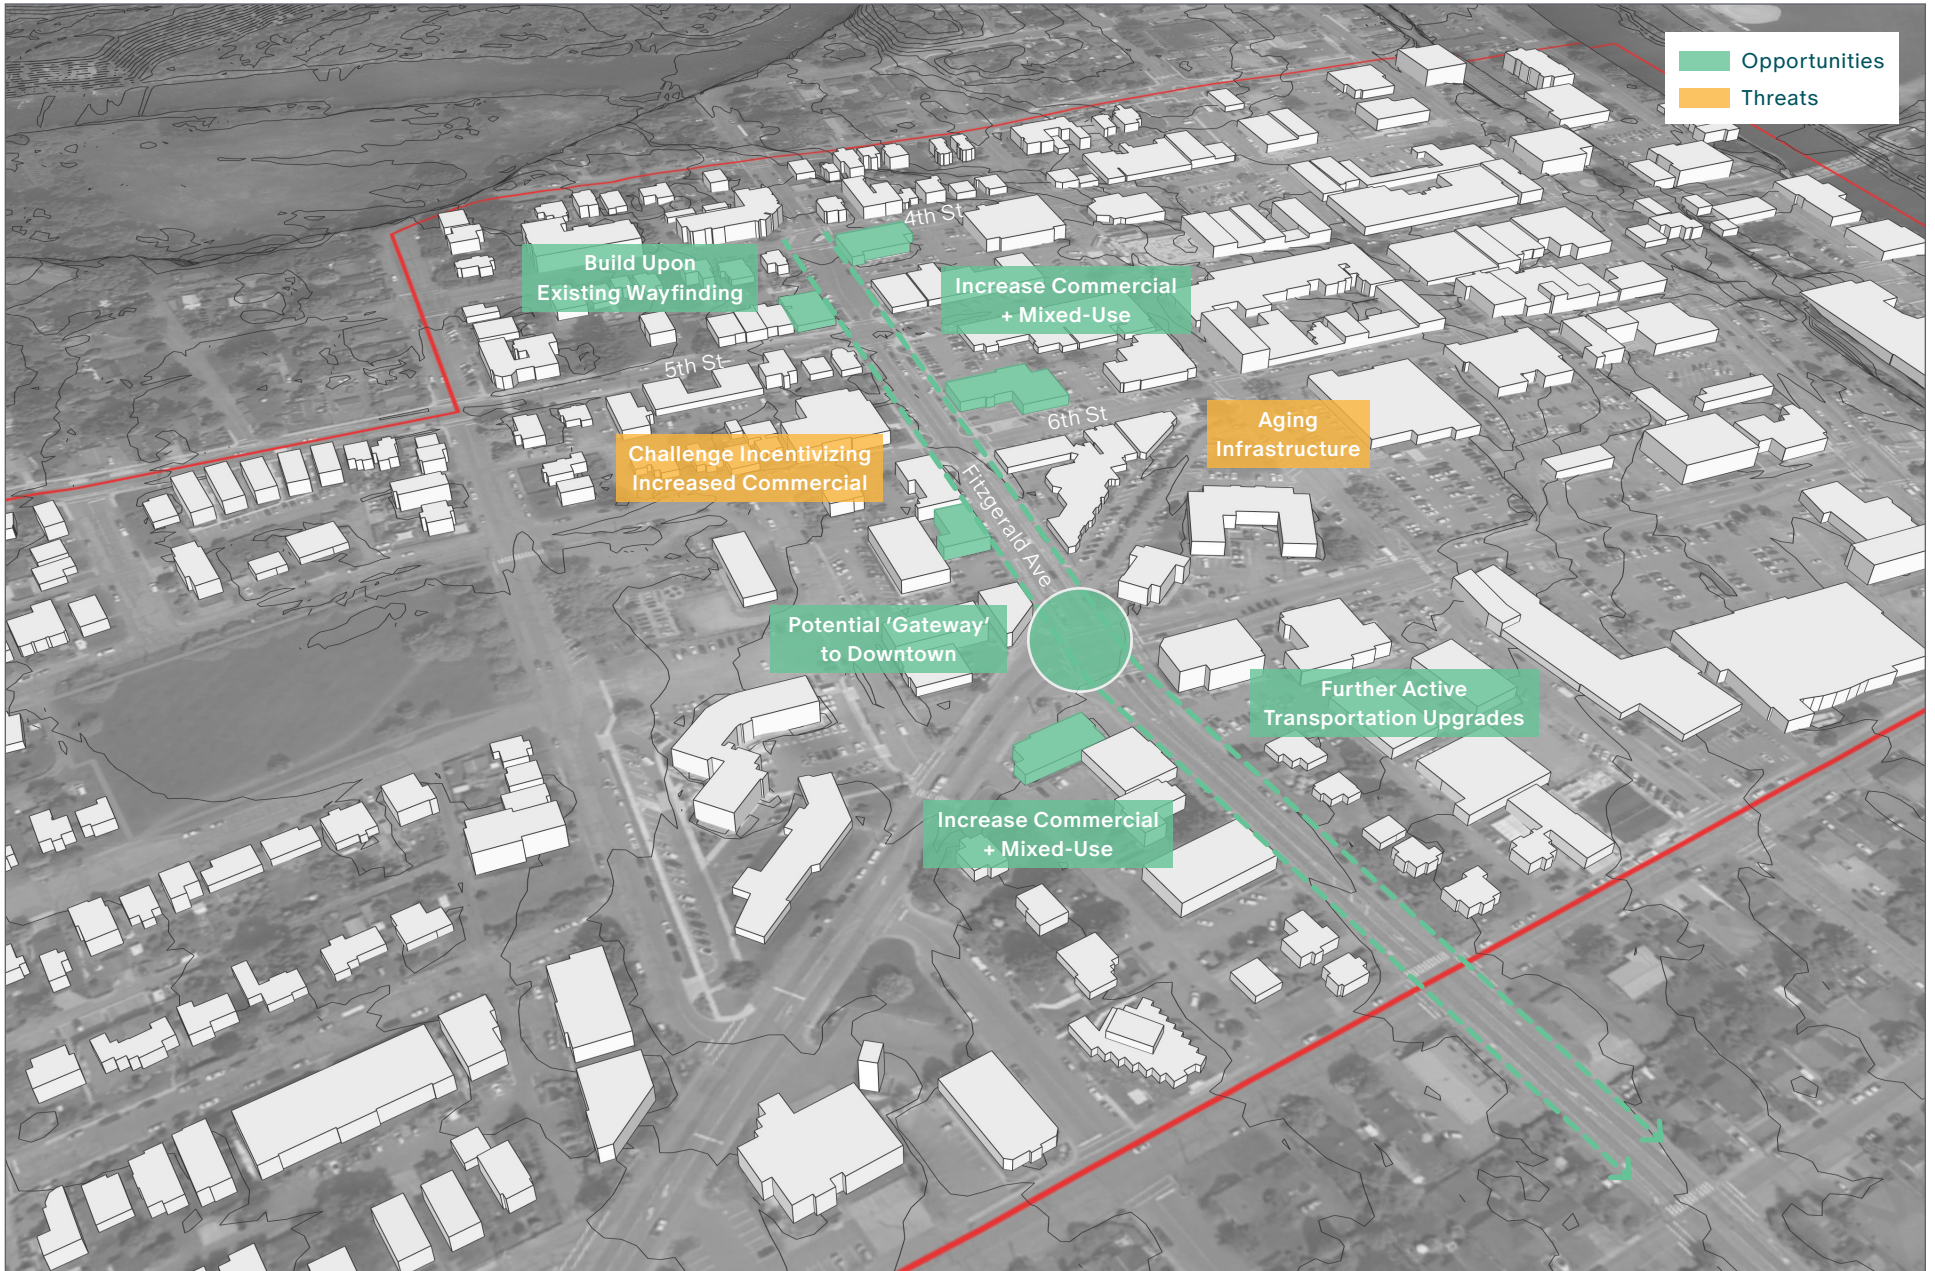 Opportunities
Threats
4th St
Build Upon
Existing Wayfinding
Increase Commercial
+ Mixed-Use
5th St
6th St
Aging
Infrastructure
Challenge Incentivizing
Increased Commercial
Fitzgerald Ave
Potential ‘Gateway‘
to Downtown
Further Active
Transportation Upgrades
Increase Commercial
+ Mixed-Use